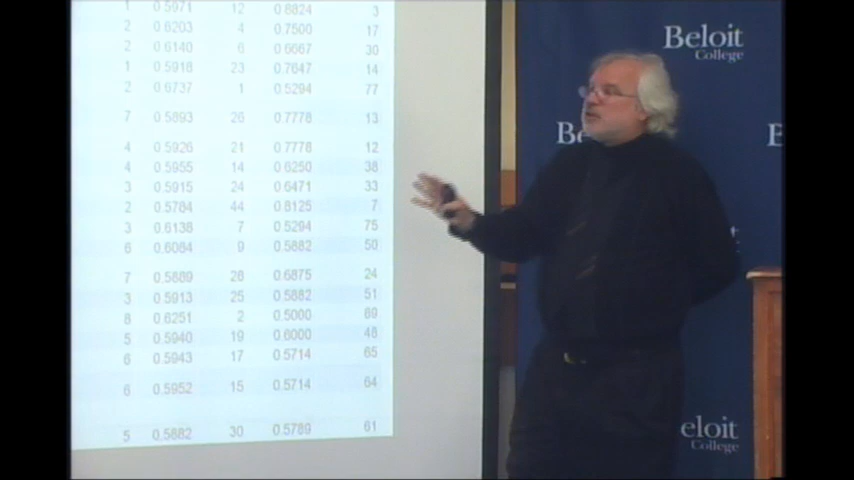 1 0.5971 12 0.6824 3
2 0.6203 4 0.7500 17
2 0.6140 6 0.6667 30
1 0.5918 23 0.7647 14
2 0.6737 1 0.5294 77
7 0.5893 26 0.7778 13
4 0.5926 21 0.7778 12
4 0.5955 14 0.6250 38
3 0.5915 24 0.6471 33
2 0.5784 44 0.8125 7
3 0.6138 7 0.5294 75
6 0.6064 9 0.5882 50
7 0.5889 28 0.6875 24
3 0.5913 25 0.5882 51
8 0.6251 2 0.5000 89
5 0.5940 19 0.6000 48
6 0.5943 17 0.5714 65
6 0.5952 15 0.5714 64
5 0.5882 30 0.5789 61
Beloit
College
Be
B
eloit
College